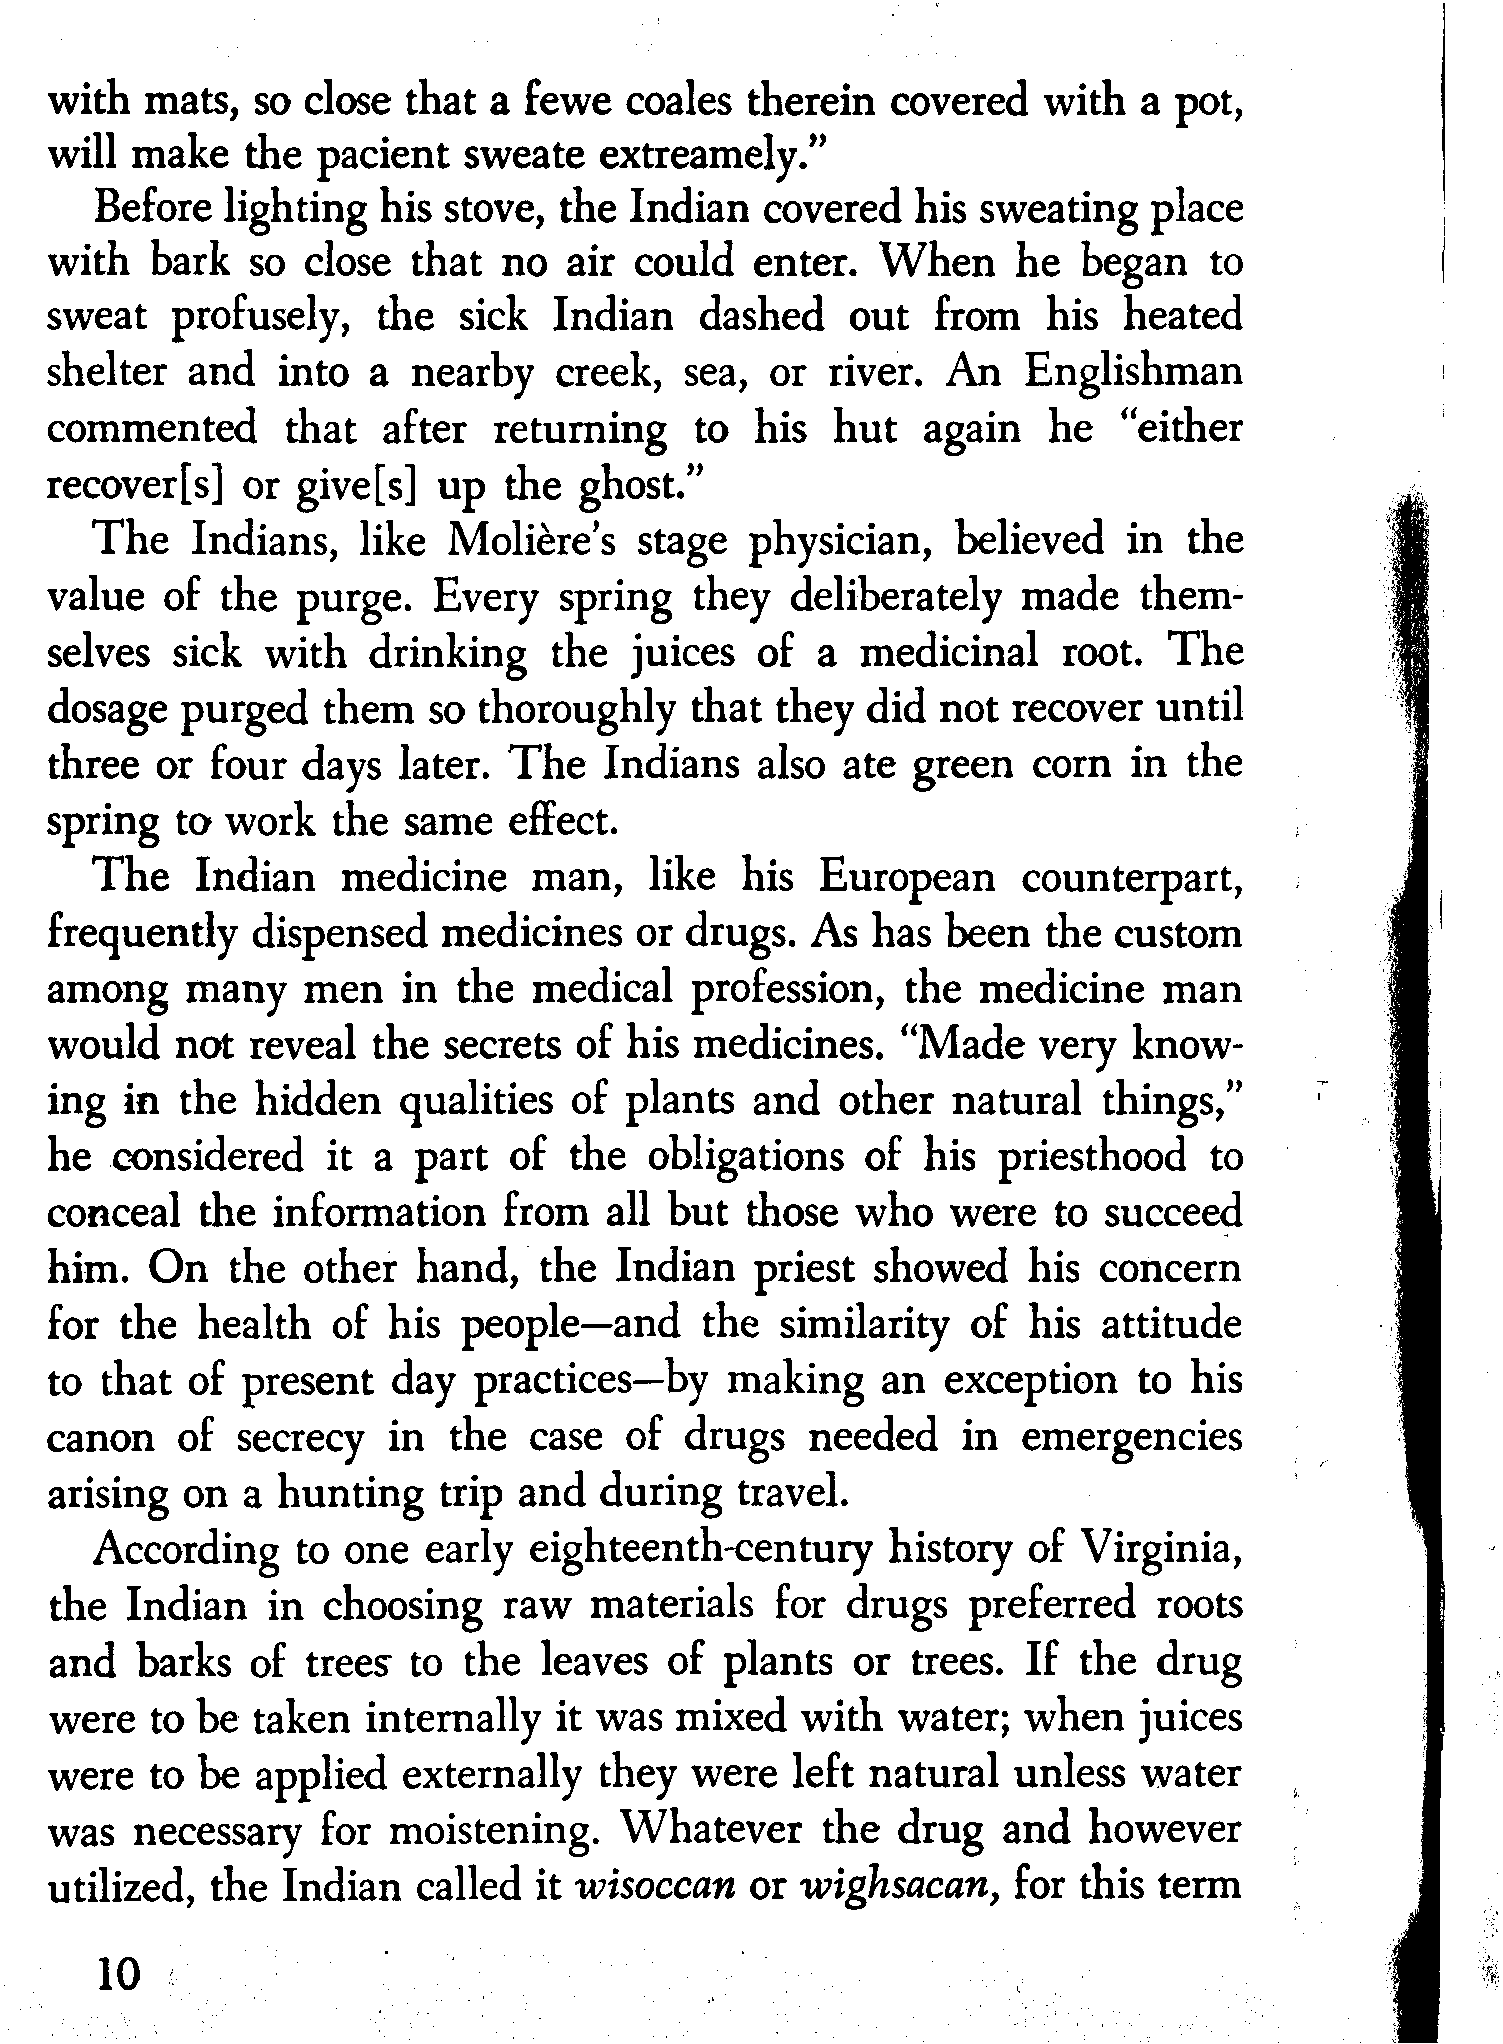 with mats, so close that a fewe coales therein covered with a pot,
will make the pacient sweate extreamely.”
Before lighting his stove, the Indian covered his sweating place
with bark so close that no air could enter. When he began to
sweat profusely, the sick Indian dashed out from his heated
shelter and into a nearby creek, sea, or river. An Englishman
commented that after returning to his hut again he “either
recover[s] or give[s] up the ghost.”
The Indians, like Molière’s stage physician, believed in the
value of the purge. Every spring they deliberately made them-
selves sick with drinking the juices of a medicinal root. The
dosage purged them so thoroughly that they did not recover until
three or four days later. The Indians also ate green corn in the
spring to work the same effect.
The Indian medicine man, like his European counterpart,
frequently dispensed medicines or drugs. As has been the custom
among many men in the medical profession, the medicine man
would not reveal the secrets of his medicines. “Made very know-
ing in the hidden qualities of plants and other natural things,”
he considered it a part of the obligations of his priesthood to
conceal the information from all but those who were to succeed
him. On the other hand, the Indian priest showed his concern
for the health of his people—and the similarity of his attitude
to that of present day practices—by making an exception to his
canon of secrecy in the case of drugs needed in emergencies
arising on a hunting trip and during travel.
According to one early eighteenth-century history of Virginia,
the Indian in choosing raw materials for drugs preferred roots
and barks of trees to the leaves of plants or trees. If the drug
were to be taken internally it was mixed with water; when juices
were to be applied externally they were left natural unless water
was necessary for moistening. Whatever the drug and however
utilized, the Indian called it wisoccan or wighsacan, for this term
10